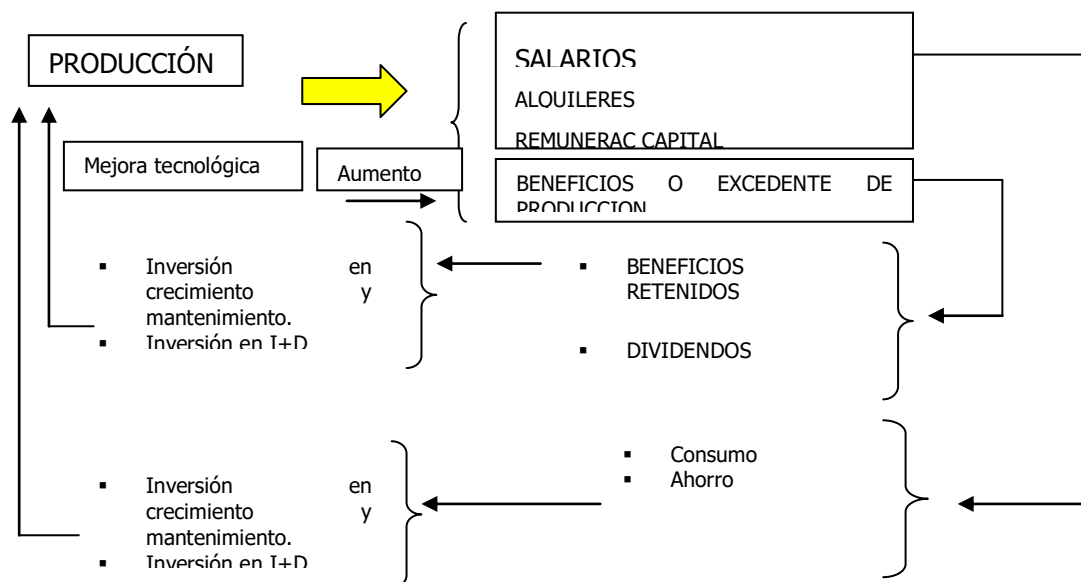 PRODUCCIÓN
SALARIOS
ALQUILERES
REMUNERAC CAPITAL
Mejora tecnológica
Aumento
BENEFICIOS O EXCEDENTE DE
PRODUCCION
▪ Inversión en
crecimiento y
mantenimiento.
▪ Inversión en I+D
▪ BENEFICIOS
RETENIDOS
▪ DIVIDENDOS
▪ Consumo
▪ Ahorro
▪ Inversión en
crecimiento y
mantenimiento.
▪ Inversión en I+D